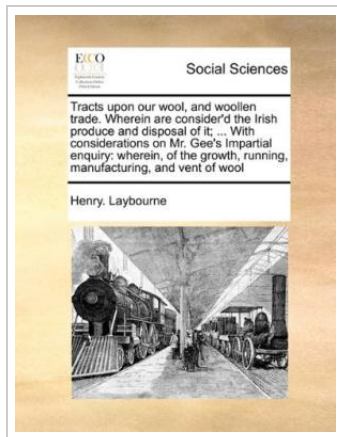 ECCO
Social Sciences
Tracts upon our wool, and woollen
trade. Wherein are consider'd the Irish
produce and disposal of it; ... With
considerations on Mr. Gee's Impartial
enquiry: wherein, of the growth, running,
manufacturing, and vent of wool
Henry. Laybourne